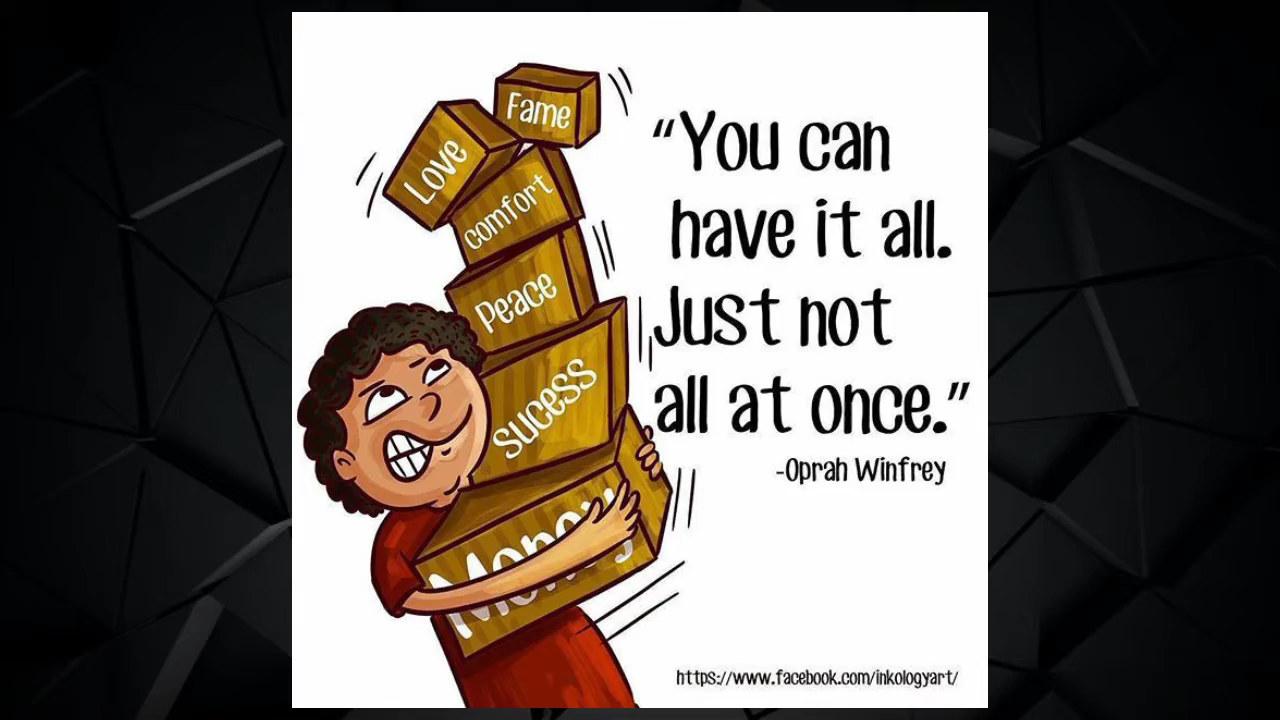 Fame
Love
comfort
Peace
sucess
Money
“You can
have it all.
Just not
all at once.”
-Oprah Winfrey
https://www.facebook.com/inkologyart/